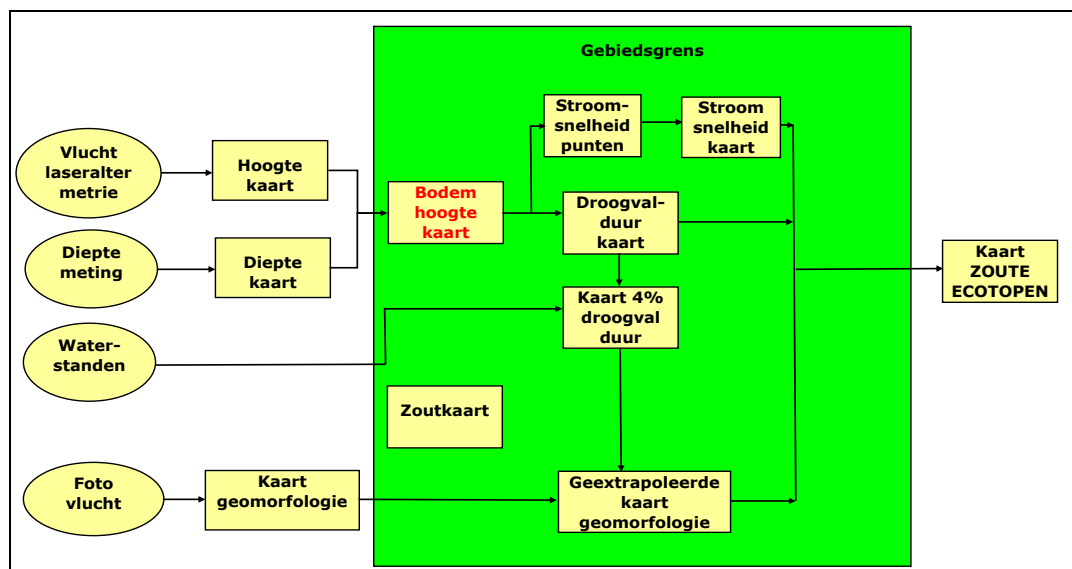 Gebiedsgrens
Stroom-
snelheid
punten
Stroom
snelheid
kaart
Vlucht
laseralter
metrie
Hoogte
kaart
Bodem
hoogte
kaart
Droogval-
duur
kaart
Diepte
meting
Diepte
kaart
Kaart
ZOUTE
ECOTOPEN
Kaart 4%
droogval
duur
Water-
standen
Zoutkaart
Foto
vlucht
Kaart
geomorfologie
Geextrapoleerde
kaart
geomorfologie